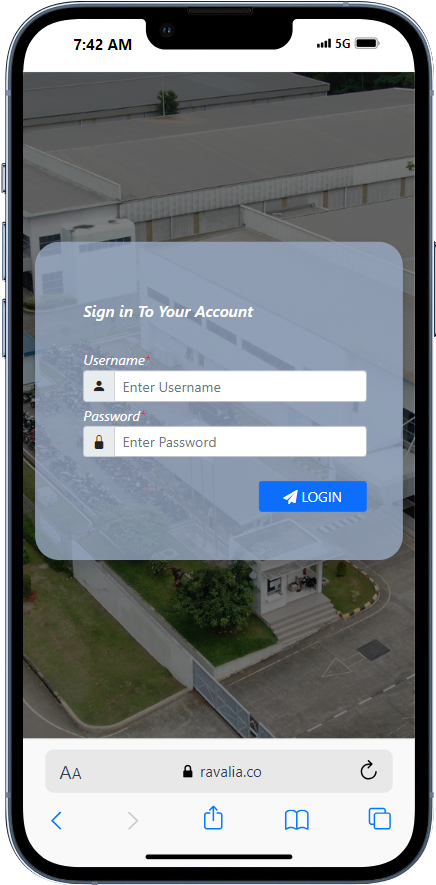 7:42 AM 5G
Sign in To Your Account
Username*
Enter Username
Password*
Enter Password
LOGIN
AA ravalia.co